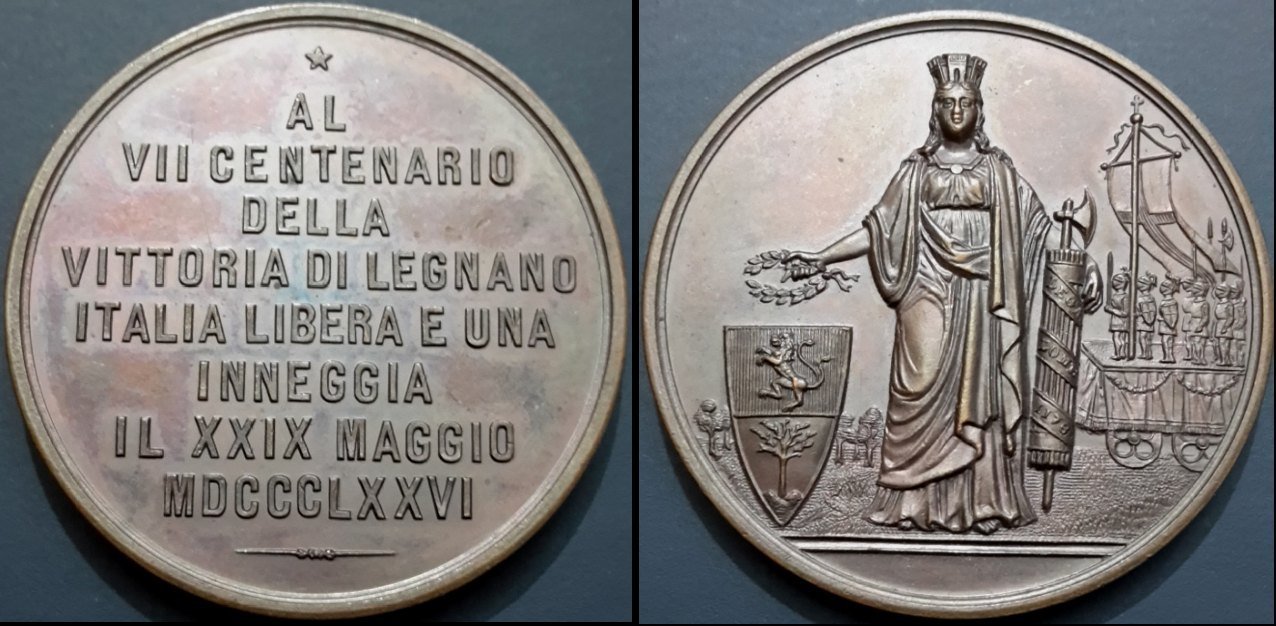 AL
VII CENTENARIO
DELLA
VITTORIA DI LEGNANO
ITALIA LIBERA E UNA
INNEGGIA
IL XXIX MAGGIO
MDCCCLXXVI